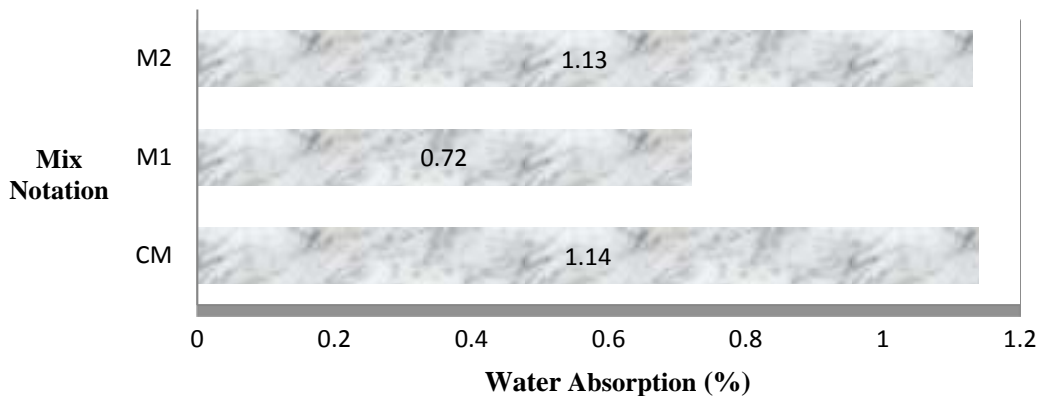 M2
1.13
Mix
Notation
M1
0.72
CM
1.14
0 0.2 0.4 0.6 0.8 1 1.2
Water Absorption (%)